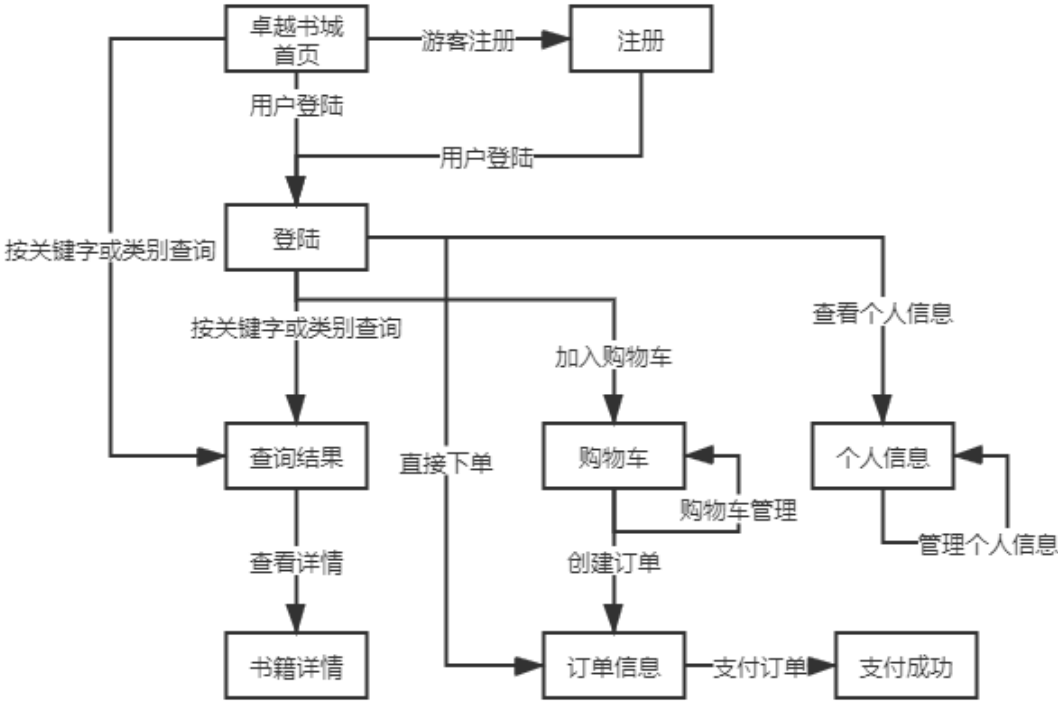 卓越书城
首页
游客注册
注册
用户登陆
用户登陆
登陆
按关键字或类别查询
查看个人信息
按关键字或类别查询
加入购物车
查询结果
直接下单
购物车
个人信息
购物车管理
管理个人信息
查看详情
创建订单
书籍详情
订单信息
支付订单
支付成功